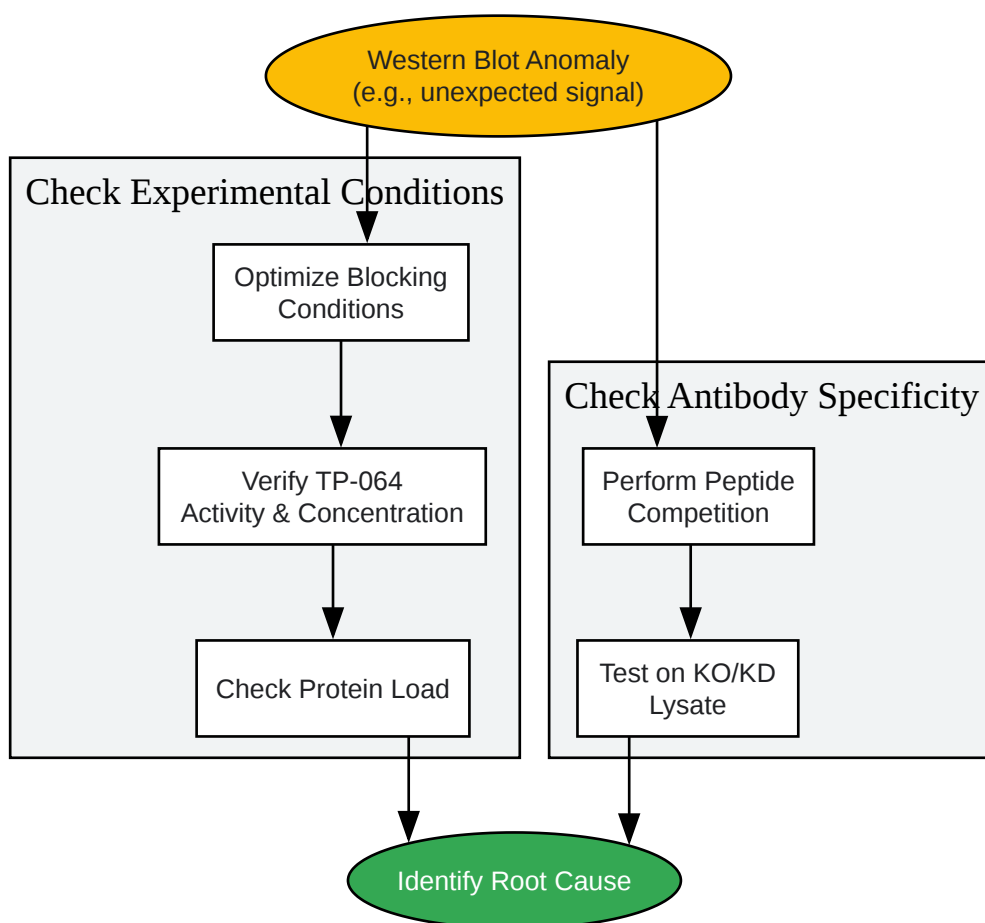 Western Blot Anomaly
(e.g., unexpected signal)
Check Experimental Conditions
Optimize Blocking
Conditions
Verify TP-064
Activity & Concentration
Check Protein Load
Check Antibody Specificity
Perform Peptide
Competition
Test on KO/KD
Lysate
Identify Root Cause